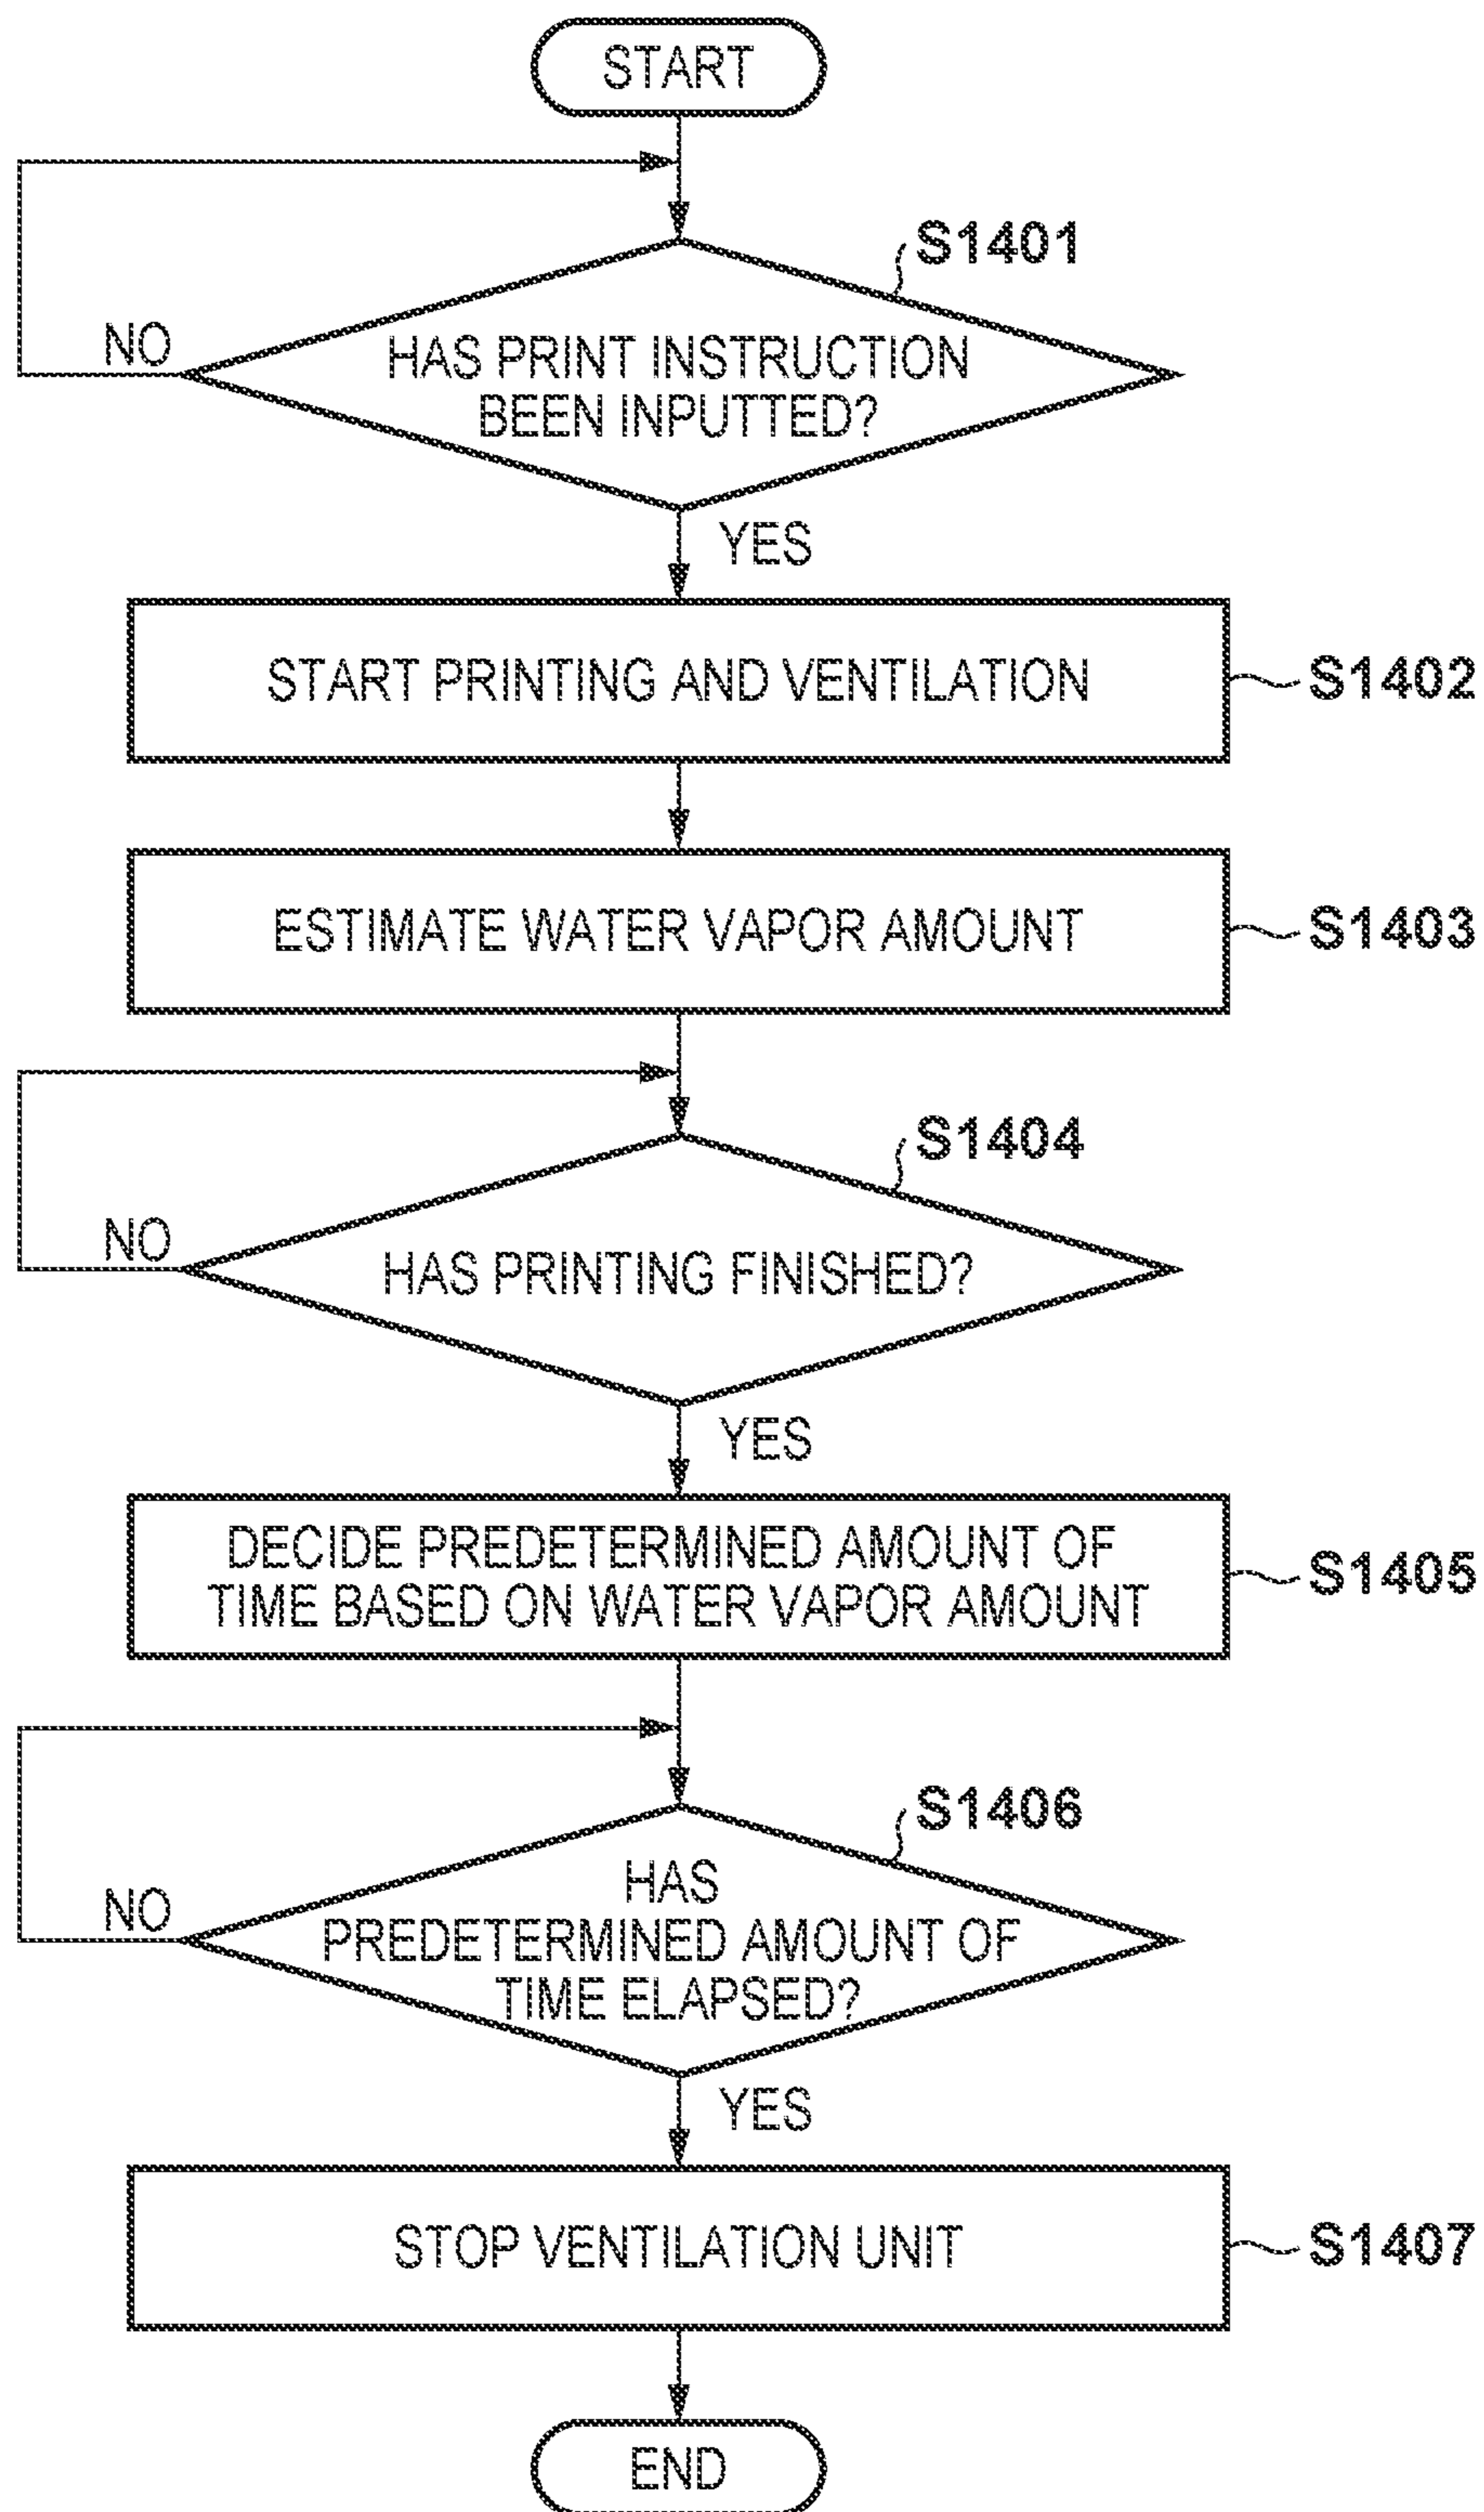 START
S1401
NO
HAS PRINT INSTRUCTION
BEEN INPUTTED?
YES
START PRINTING AND VENTILATION
S1402
ESTIMATE WATER VAPOR AMOUNT
S1403
S1404
NO
HAS PRINTING FINISHED?
YES
DECIDE PREDETERMINED AMOUNT OF
TIME BASED ON WATER VAPOR AMOUNT
S1405
S1406
NO
HAS
PREDETERMINED AMOUNT OF
TIME ELAPSED?
YES
STOP VENTILATION UNIT
S1407
END